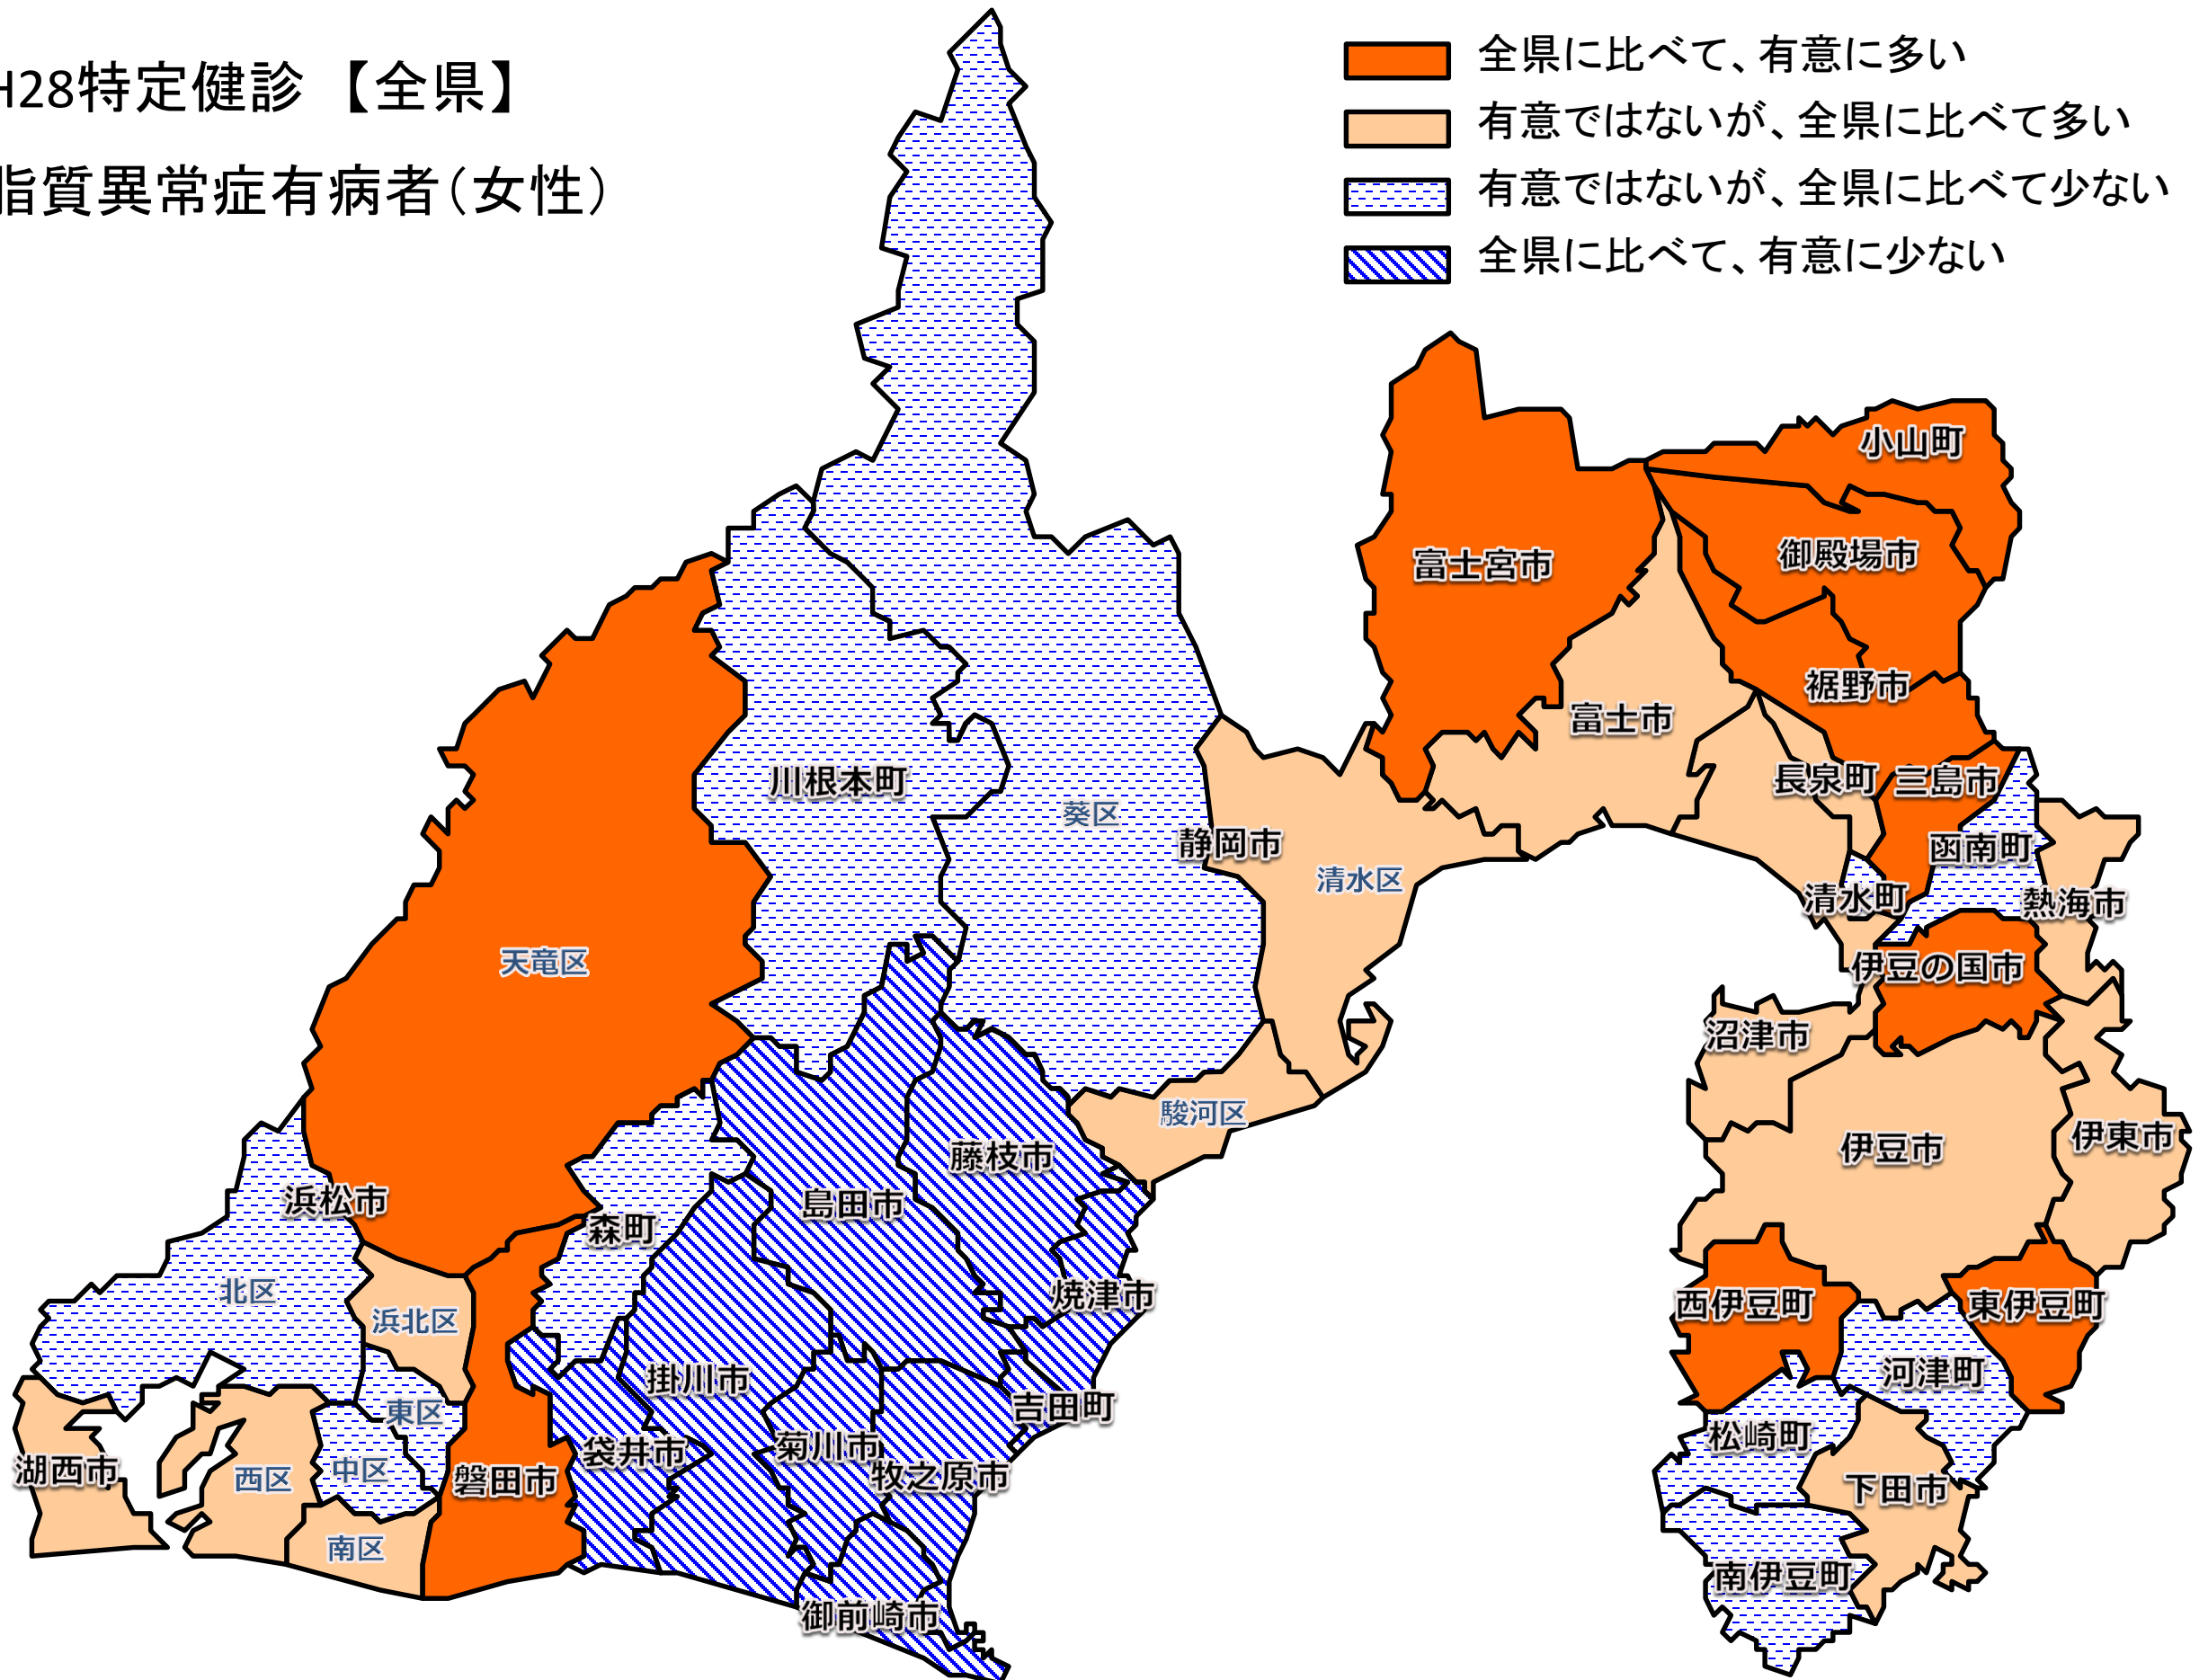 H28特定健診 【全県】
脂質異常症有病者（女性）
全県に比べて、有意に多い
有意ではないが、全県に比べて多い
有意ではないが、全県に比べて少ない
全県に比べて、有意に少ない
小山町
御殿場市
富士宮市
裾野市
富士市
長泉町
三島市
川根本町
葵区
静岡市
清水区
函南町
清水町
熱海市
天竜区
伊豆の国市
沼津市
駿河区
伊東市
伊豆市
藤枝市
島田市
浜松市
森町
北区
浜北区
焼津市
西伊豆町
東伊豆町
河津町
掛川市
東区
吉田町
松崎町
湖西市
西区
中区
磐田市
袋井市
菊川市
牧之原市
下田市
南区
南伊豆町
御前崎市